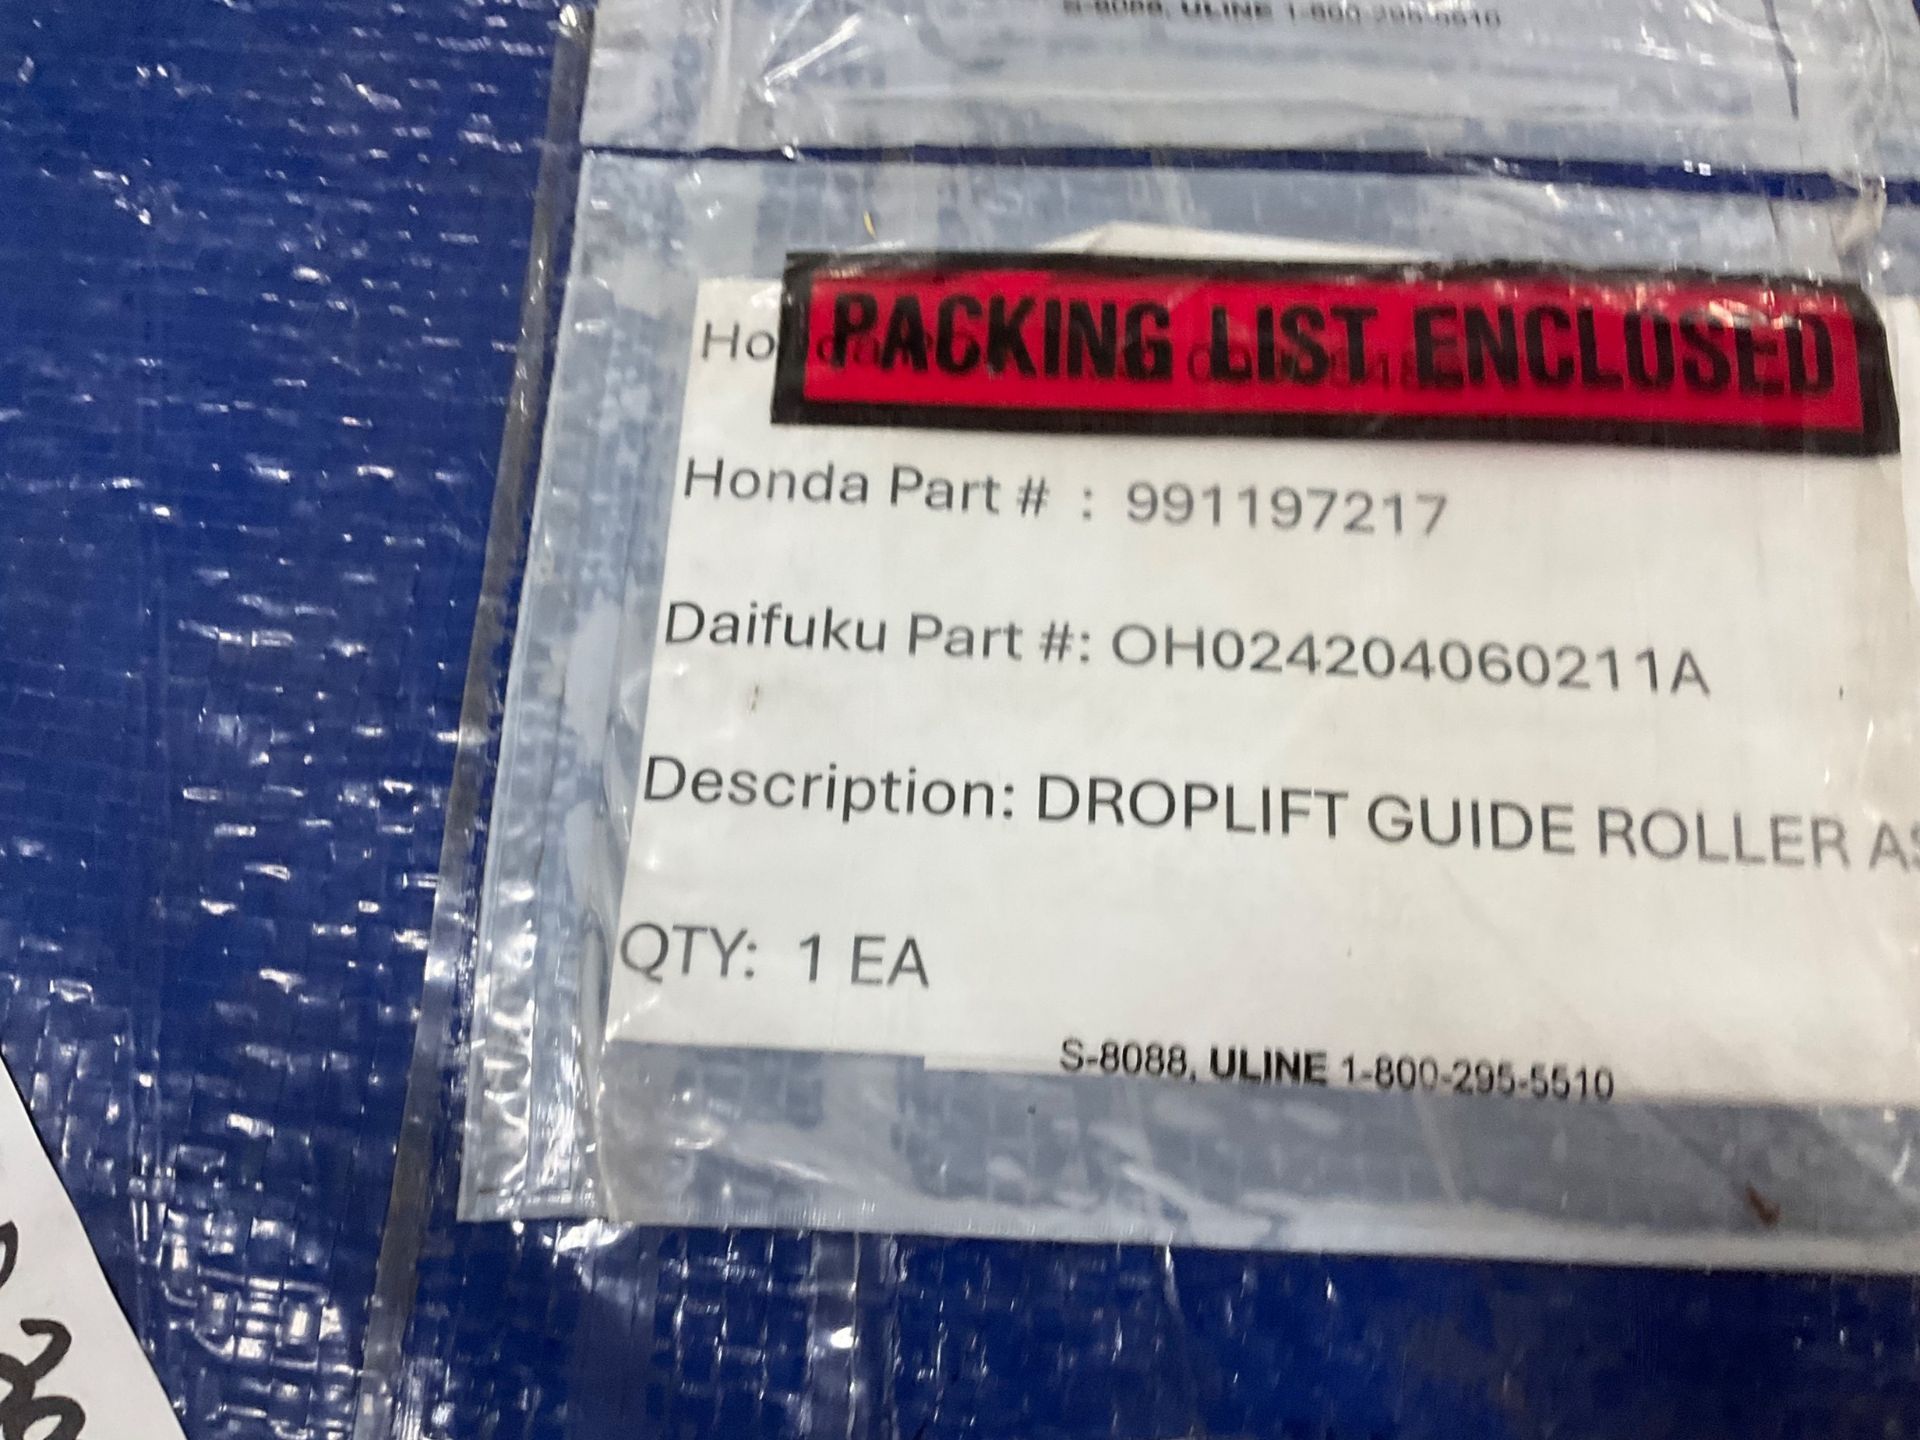 S-8088, ULINE 1-800-295-5510
PACKING LIST ENCLOSED
Honda Part # : 991197217
Daifuku Part #: OH024204060211A
Description: DROPLIFT GUIDE ROLLER
QTY: 1 EA
S-8088, ULINE 1-800-295-5510